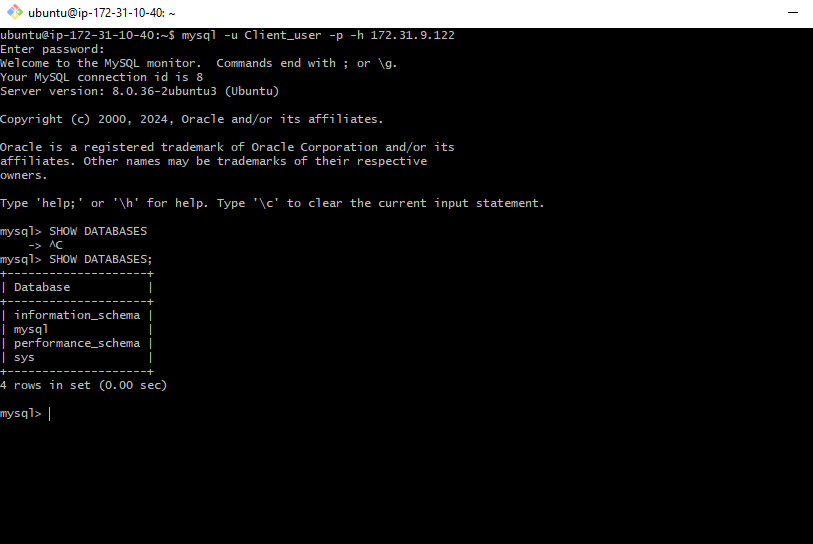 ubuntu@ip-172-31-10-40: ~
ubuntu@ip-172-31-10-40:~$ mysql -u Client_user -p -h 172.31.9.122
Enter password:
Welcome to the MySQL monitor.  Commands end with ; or \g.
Your MySQL connection id is 8
Server version: 8.0.36-2ubuntu3 (Ubuntu)
Copyright (c) 2000, 2024, Oracle and/or its affiliates.
Oracle is a registered trademark of Oracle Corporation and/or its
affiliates. Other names may be trademarks of their respective
owners.
Type 'help;' or '\h' for help. Type '\c' to clear the current input statement.
mysql> SHOW DATABASES
    -> ^C
mysql> SHOW DATABASES;
+--------------------+
| Database           |
+--------------------+
| information_schema |
| mysql              |
| performance_schema |
| sys                |
+--------------------+
4 rows in set (0.00 sec)
mysql>